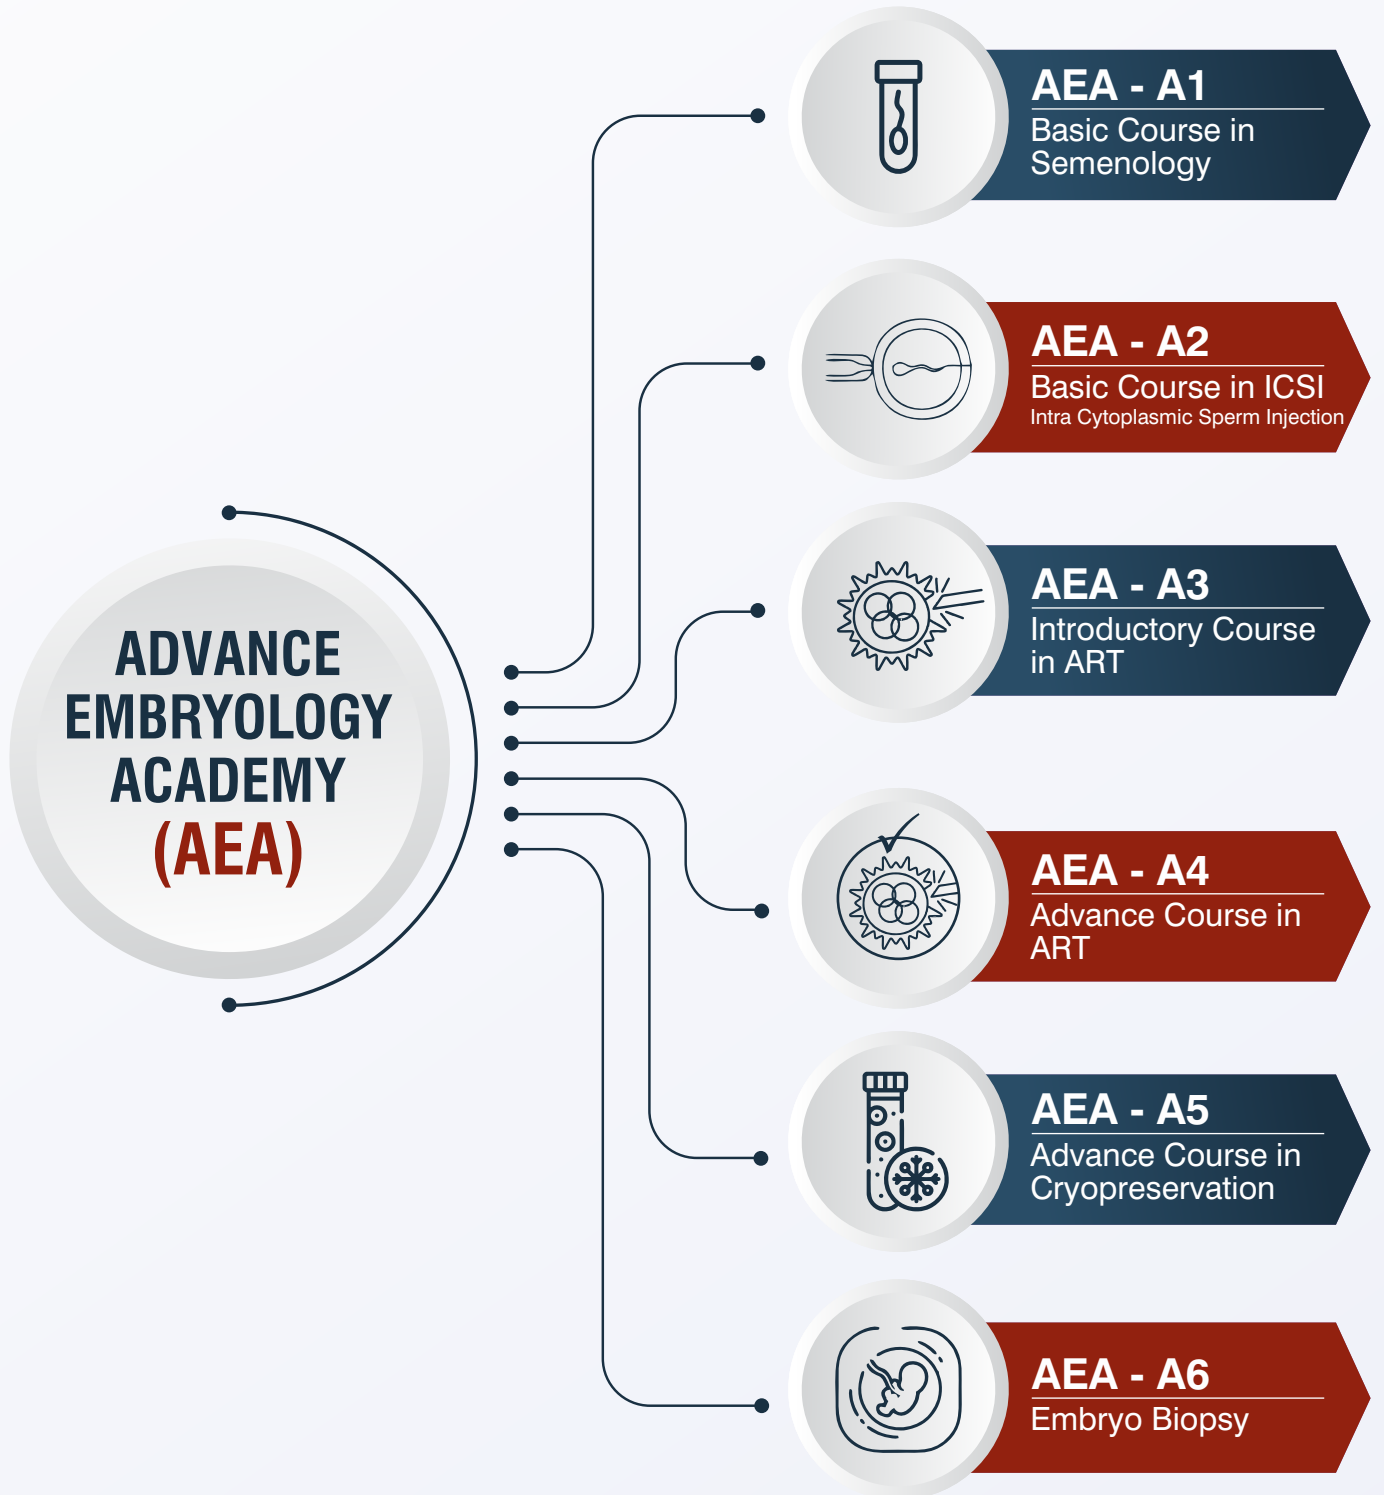 ADVANCE
EMBRYOLOGY
ACADEMY
(AEA)
AEA - A1
Basic Course in
Semenology
AEA - A2
Basic Course in ICSI
Intra Cytoplasmic Sperm Injection
AEA - A3
Introductory Course
in ART
AEA - A4
Advance Course in
ART
AEA - A5
Advance Course in
Cryopreservation
AEA - A6
Embryo Biopsy